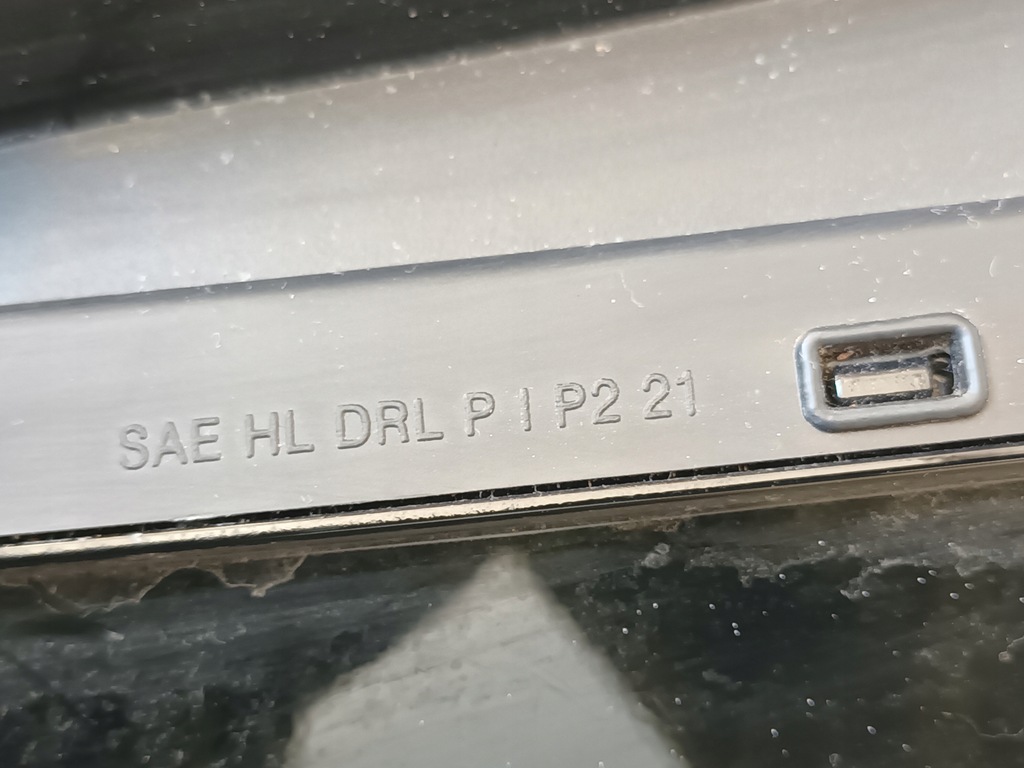 SAE HL DRL P I P2 21